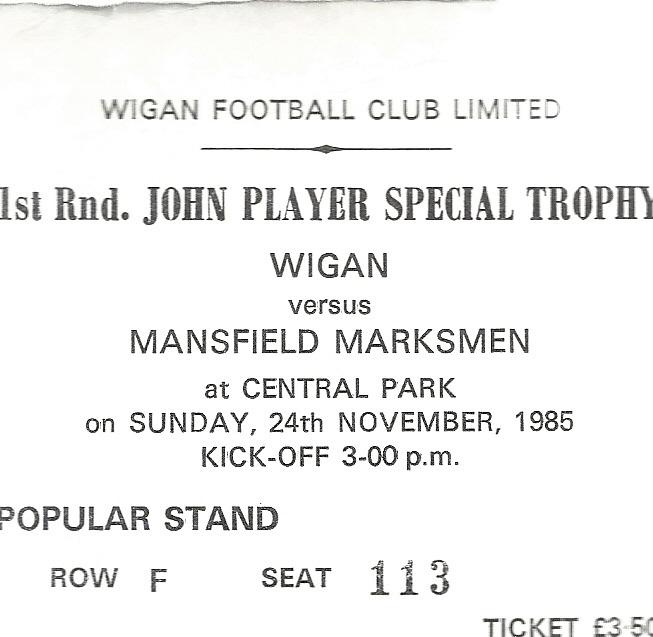 WIGAN FOOTBALL CLUB LIMITED
1st Rnd. JOHN PLAYER SPECIAL TROPHY
WIGAN
versus
MANSFIELD MARKSMEN
at CENTRAL PARK
on SUNDAY, 24th NOVEMBER, 1985
KICK-OFF 3-00 p.m.
POPULAR STAND
ROW F SEAT 113
TICKET £3-50